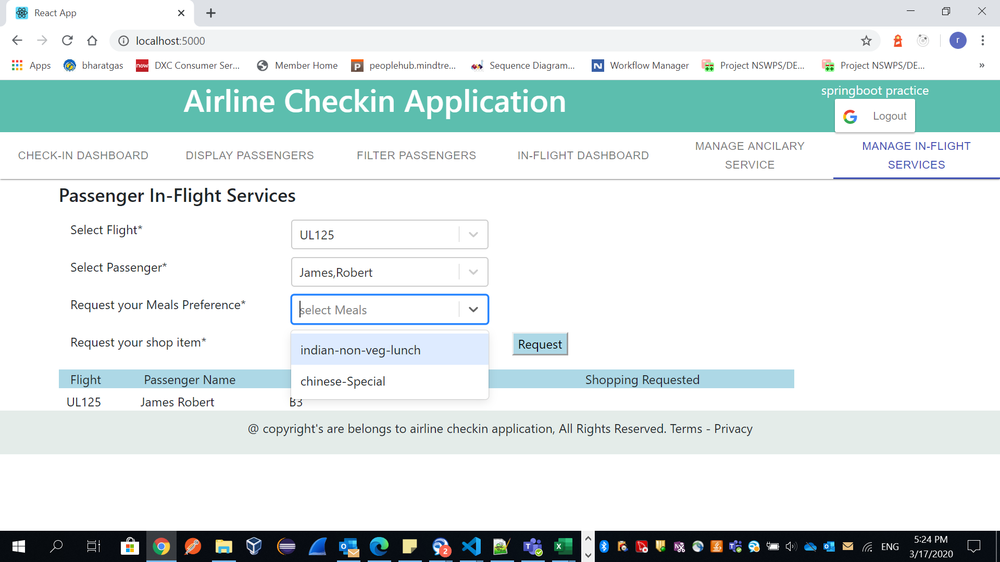 React App
localhost:5000
r
Apps
bharatgas
now
DXC Consumer Ser...
Member Home
P
peoplehub.mindtre...
Sequence Diagram...
N
Workflow Manager
Project NSWPS/DE...
Project NSWPS/DE...
»
Airline Checkin Application
springboot practice
G
Logout
CHECK-IN DASHBOARD
DISPLAY PASSENGERS
FILTER PASSENGERS
IN-FLIGHT DASHBOARD
MANAGE ANCILARY
SERVICE
MANAGE IN-FLIGHT
SERVICES
Passenger In-Flight Services
Select Flight*
UL125
Select Passenger*
James,Robert
Request your Meals Preference*
select Meals
Request your shop item*
indian-non-veg-lunch
chinese-Special
Request
Flight
Passenger Name
Shopping Requested
UL125
James Robert
B3
@ copyright's are belongs to airline checkin application, All Rights Reserved. Terms - Privacy
2
ENG
5:24 PM
3/17/2020